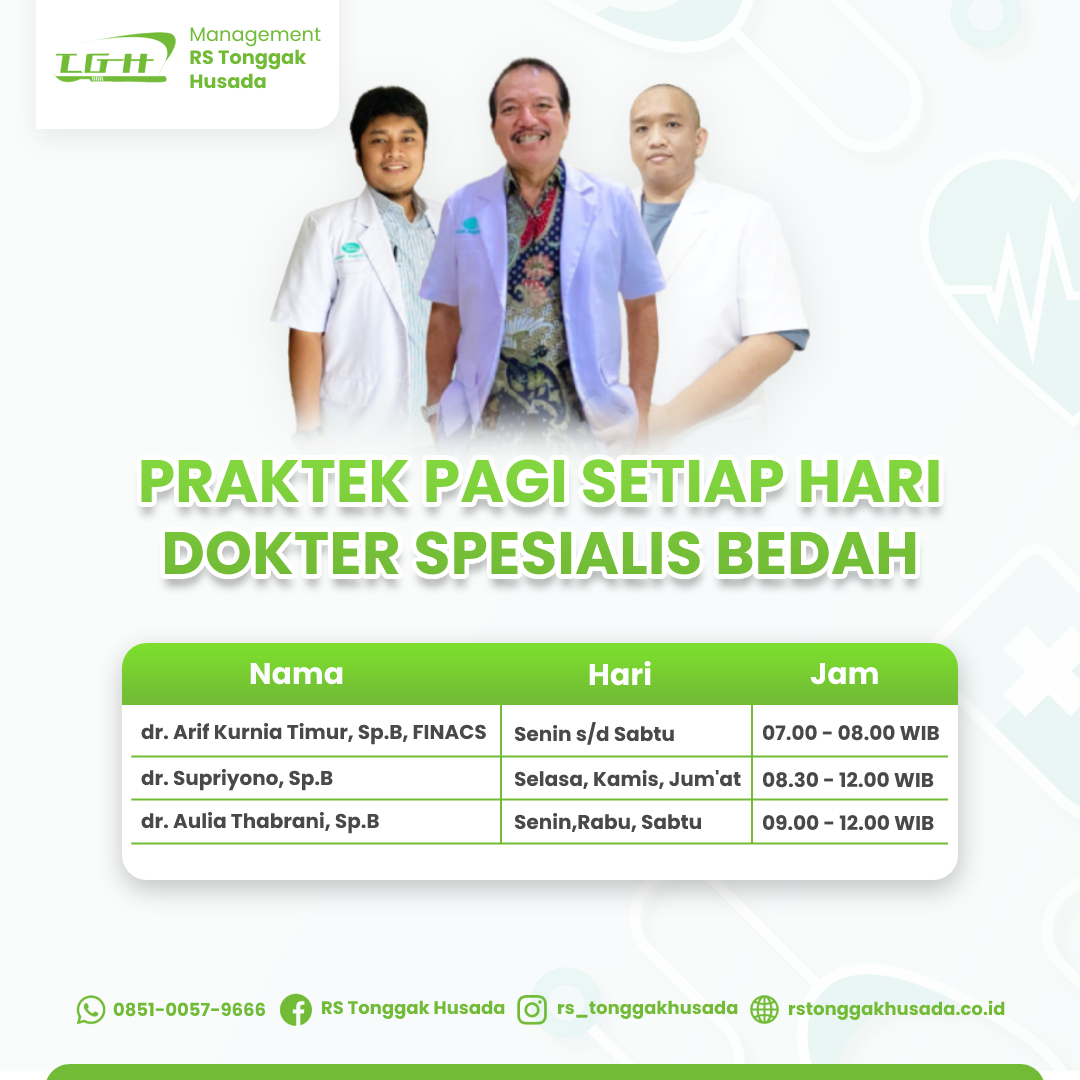 TGH
Management
RS Tonggak
Husada
PRAKTEK PAGI SETIAP HARI
DOKTER SPESIALIS BEDAH
Nama Hari Jam
dr. Arif Kurnia Timur, Sp.B, FINACS Senin s/d Sabtu 07.00 - 08.00 WIB
dr. Supriyono, Sp.B Selasa, Kamis, Jum'at 08.30 - 12.00 WIB
dr. Aulia Thabrani, Sp.B Senin,Rabu, Sabtu 09.00 - 12.00 WIB
0851-0057-9666 RS Tonggak Husada rs_tonggakhusada rstonggakhusada.co.id